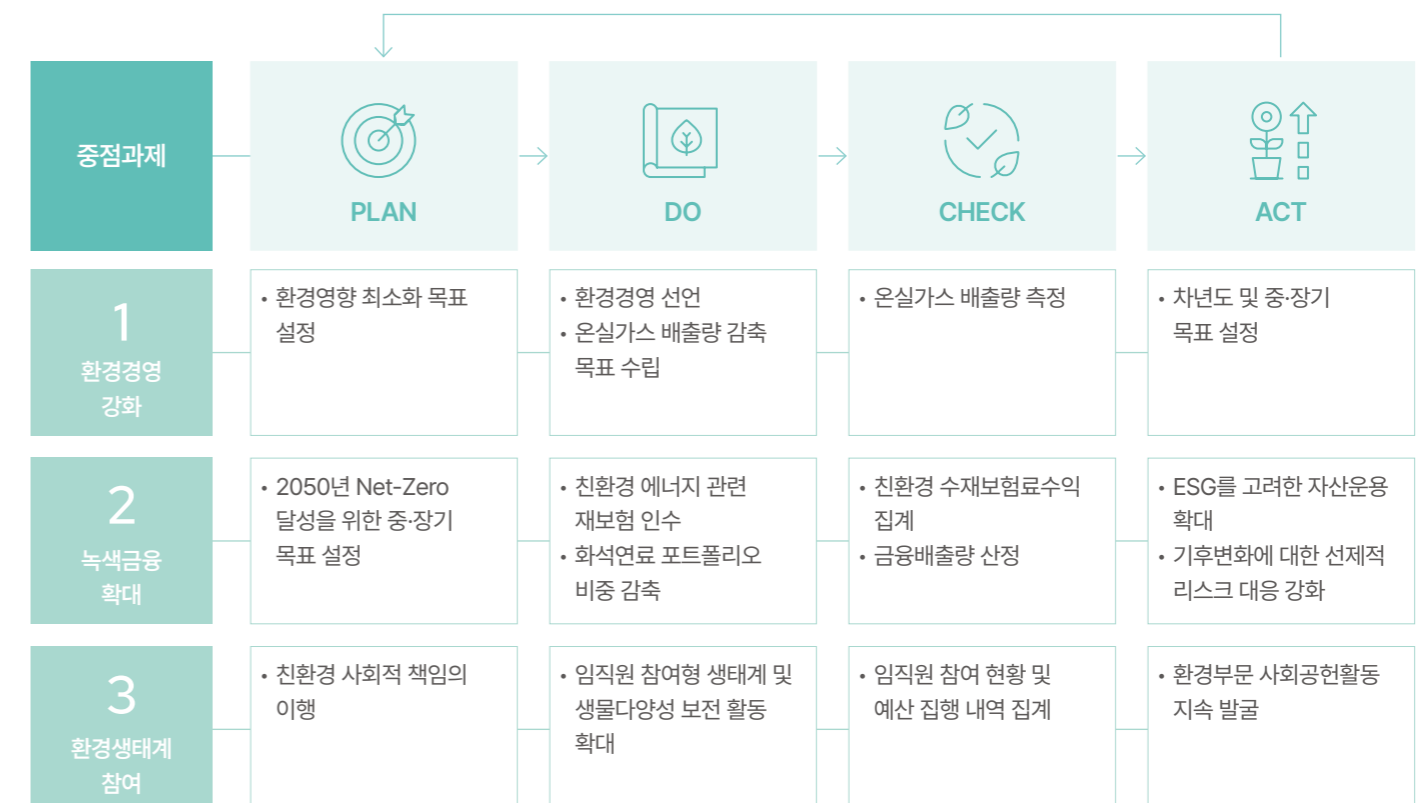 중점과제
PLAN
DO
CHECK
ACT
1
환경경영
강화
• 환경영향 최소화 목표
설정
• 환경경영 선언
• 온실가스 배출량 감축
목표 수립
• 온실가스 배출량 측정
• 차년도 및 중·장기
목표 설정
2
녹색금융
확대
• 2050년 Net-Zero
달성을 위한 중·장기
목표 설정
• 친환경 에너지 관련
재보험 인수
• 화석연료 포트폴리오
비중 감축
• 친환경 수재보험료수익
집계
• 금융배출량 산정
• ESG를 고려한 자산운용
확대
• 기후변화에 대한 선제적
리스크 대응 강화
3
환경생태계
참여
• 친환경 사회적 책임의
이행
• 임직원 참여형 생태계 및
생물다양성 보전 활동
확대
• 임직원 참여 현황 및
예산 집행 내역 집계
• 환경부문 사회공헌활동
지속 발굴